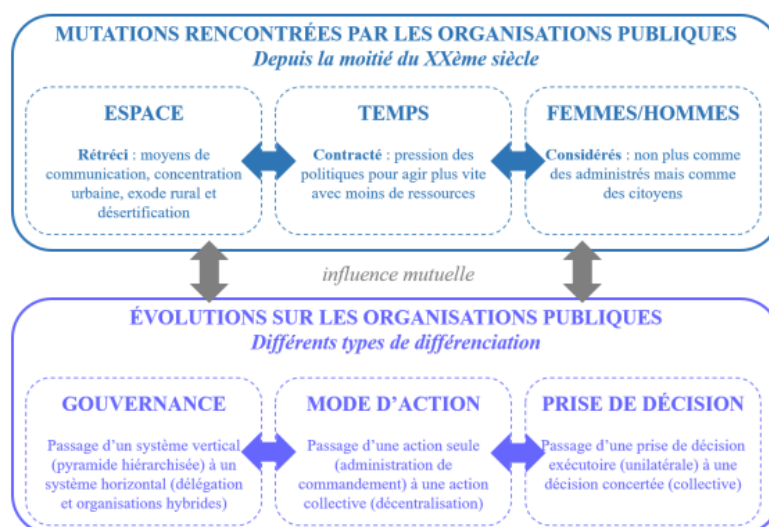 MUTATIONS RENCONTRÉES PAR LES ORGANISATIONS PUBLIQUES
Depuis la moitié du XXème siècle
ESPACE
Rétréci : moyens de
communication, concentration
urbaine, exode rural et
désertification
TEMPS
Contracté : pression des
politiques pour agir plus vite
avec moins de ressources
FEMMES/HOMMES
Considérés : non plus comme
des administrés mais comme
des citoyens
influence mutuelle
ÉVOLUTIONS SUR LES ORGANISATIONS PUBLIQUES
Différents types de différenciation
GOUVERNANCE
Passage d’un système vertical
(pyramide hiérarchisée) à un
système horizontal (délégation
et organisations hybrides)
MODE D’ACTION
Passage d’une action seule
(administration de
commandement) à une action
collective (décentralisation)
PRISE DE DÉCISION
Passage d’une prise de décision
exécutoire (unilatérale) à une
décision concertée (collective)